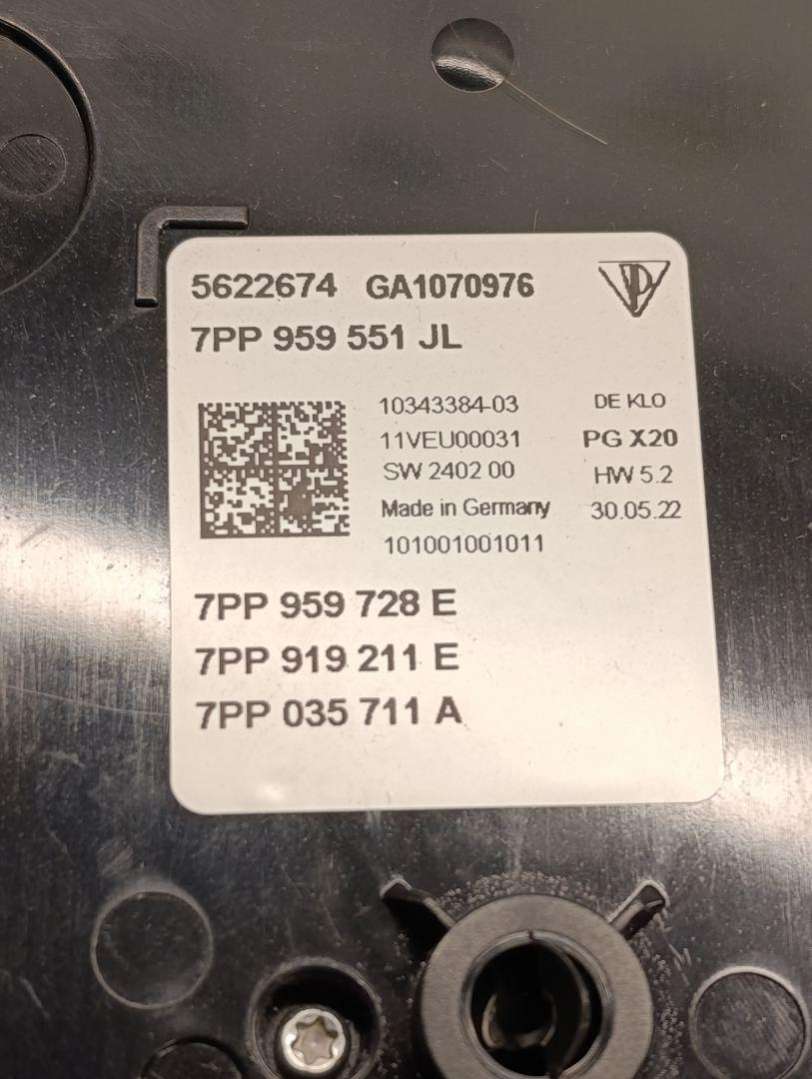 5622674 GA1070976
7PP 959 551 JL
10343384-03 DE KLO
11VEU00031 PG X20
SW 2402 00 HW 5.2
Made in Germany 30.05.22
101001001011
7PP 959 728 E
7PP 919 211 E
7PP 035 711 A